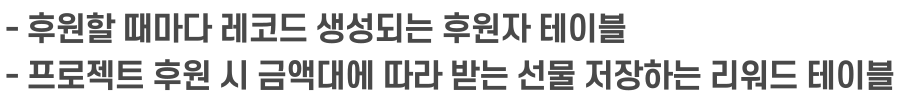 - 후원할 때마다 레코드 생성되는 후원자 테이블
- 프로젝트 후원 시 금액대에 따라 받는 선물 저장하는 리워드 테이블